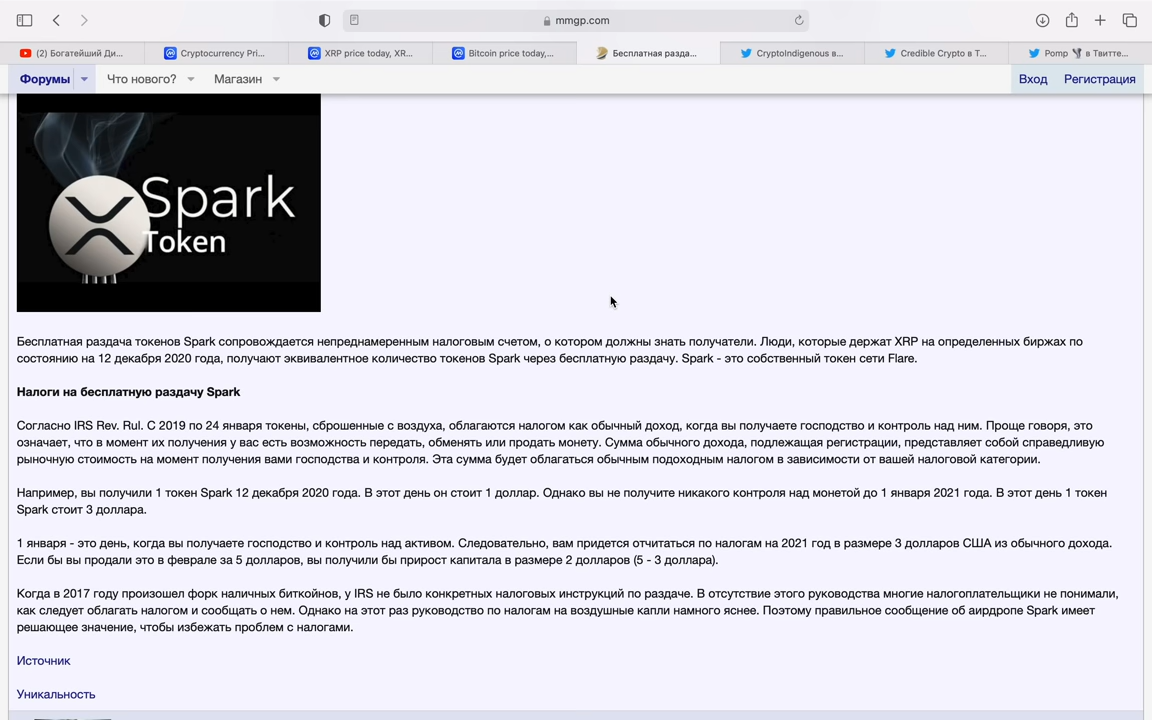 mmgp.com
(2) Богатейший Ди...
Cryptocurrency Pri...
XRP price today, XR...
Bitcoin price today,...
Бесплатная разда...
CryptoIndigenous в...
Credible Crypto в T...
Pomp 🌪 в Твитте...
Форумы
Что нового?
Магазин
Вход
Регистрация
Spark
Token
Бесплатная раздача токенов Spark сопровождается непреднамеренным налоговым счетом, о котором должны знать получатели. Люди, которые держат XRP на определенных биржах по
состоянию на 12 декабря 2020 года, получают эквивалентное количество токенов Spark через бесплатную раздачу. Spark - это собственный токен сети Flare.
Налоги на бесплатную раздачу Spark
Согласно IRS Rev. Rul. С 2019 по 24 января токены, сброшенные с воздуха, облагаются налогом как обычный доход, когда вы получаете господство и контроль над ним. Проще говоря, это
означает, что в момент их получения у вас есть возможность передать, обменять или продать монету. Сумма обычного дохода, подлежащая регистрации, представляет собой справедливую
рыночную стоимость на момент получения вами господства и контроля. Эта сумма будет облагаться обычным подоходным налогом в зависимости от вашей налоговой категории.
Например, вы получили 1 токен Spark 12 декабря 2020 года. В этот день он стоит 1 доллар. Однако вы не получите никакого контроля над монетой до 1 января 2021 года. В этот день 1 токен
Spark стоит 3 доллара.
1 января - это день, когда вы получаете господство и контроль над активом. Следовательно, вам придется отчитаться по налогам на 2021 год в размере 3 долларов США из обычного дохода.
Если бы вы продали это в феврале за 5 долларов, вы получили бы прирост капитала в размере 2 долларов (5 - 3 доллара).
Когда в 2017 году произошел форк наличных биткойнов, у IRS не было конкретных налоговых инструкций по раздаче. В отсутствие этого руководства многие налогоплательщики не понимали,
как следует облагать налогом и сообщать о нем. Однако на этот раз руководство по налогам на воздушные капли намного яснее. Поэтому правильное сообщение об аирдропе Spark имеет
решающее значение, чтобы избежать проблем с налогами.
Источник
Уникальность